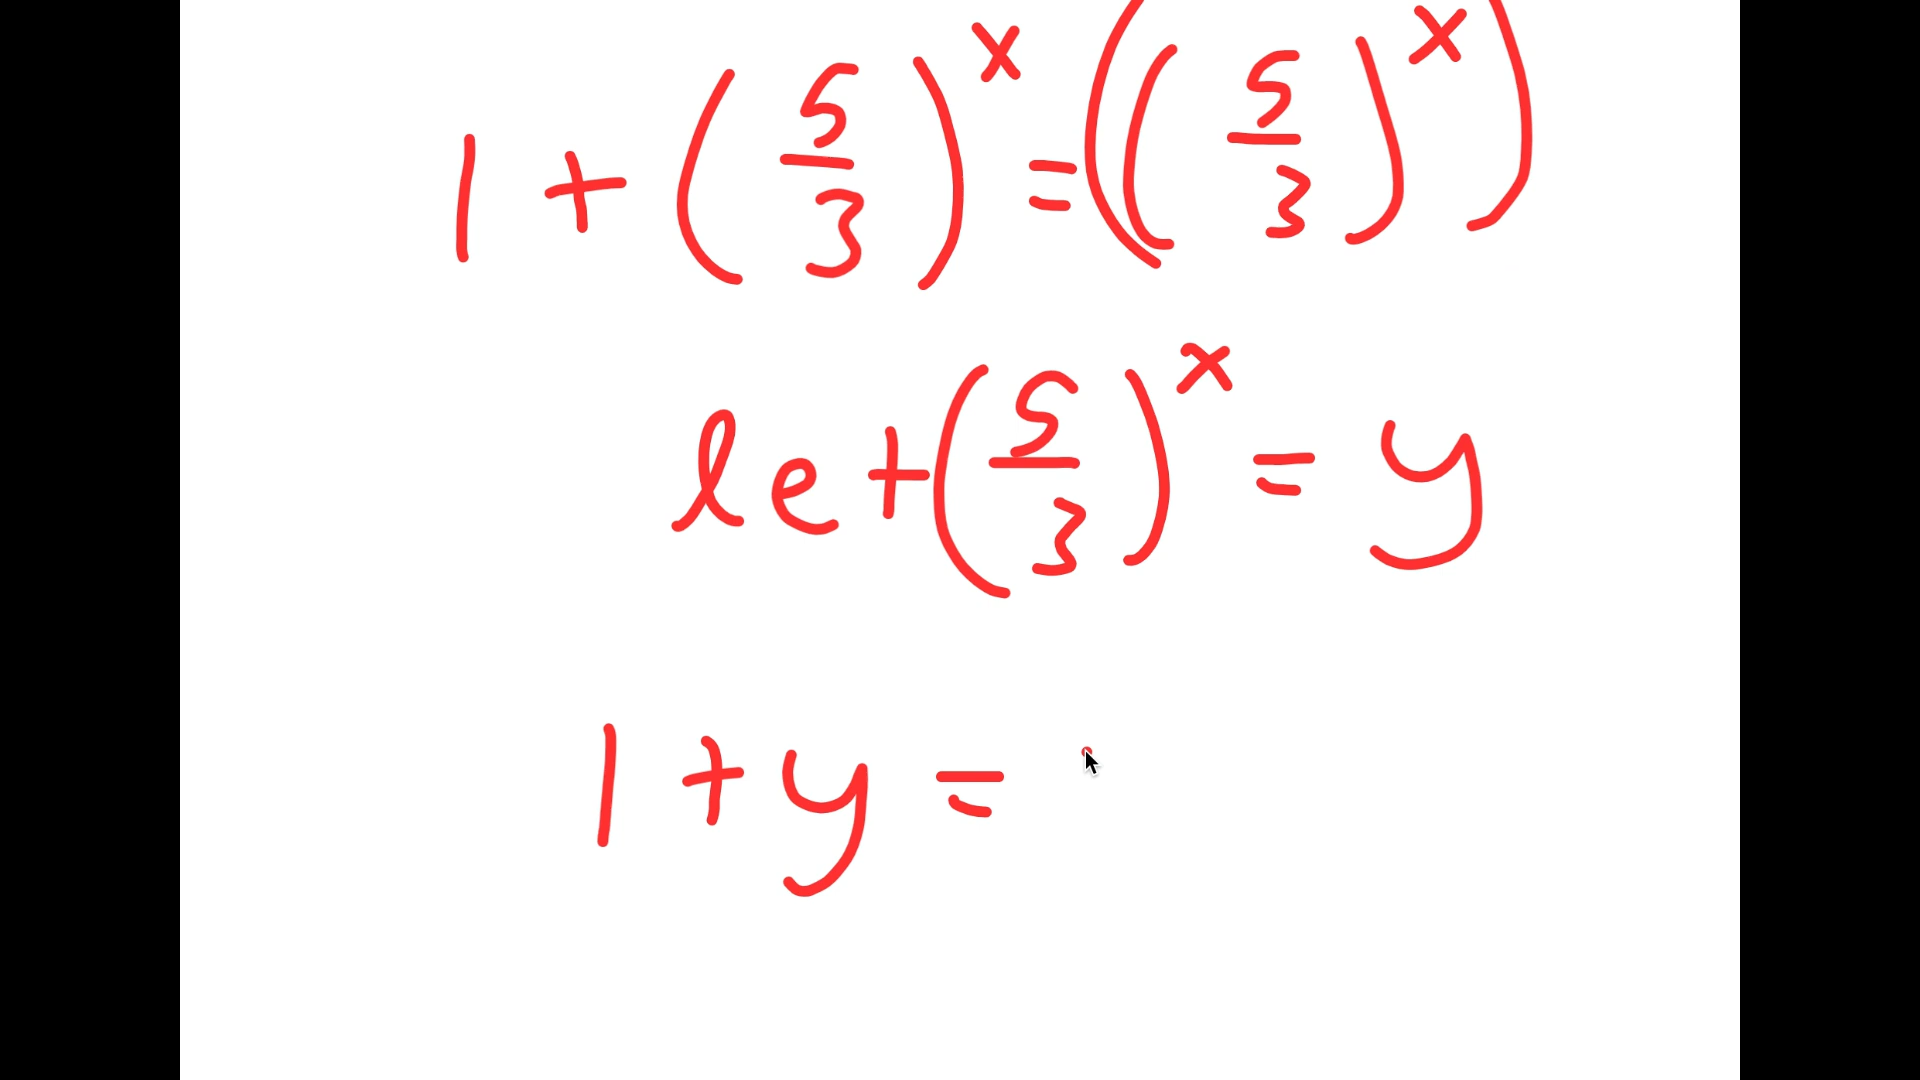 1 + (5/3)^x = ((5/3)^x)
let (5/3)^x = y
1 + y =